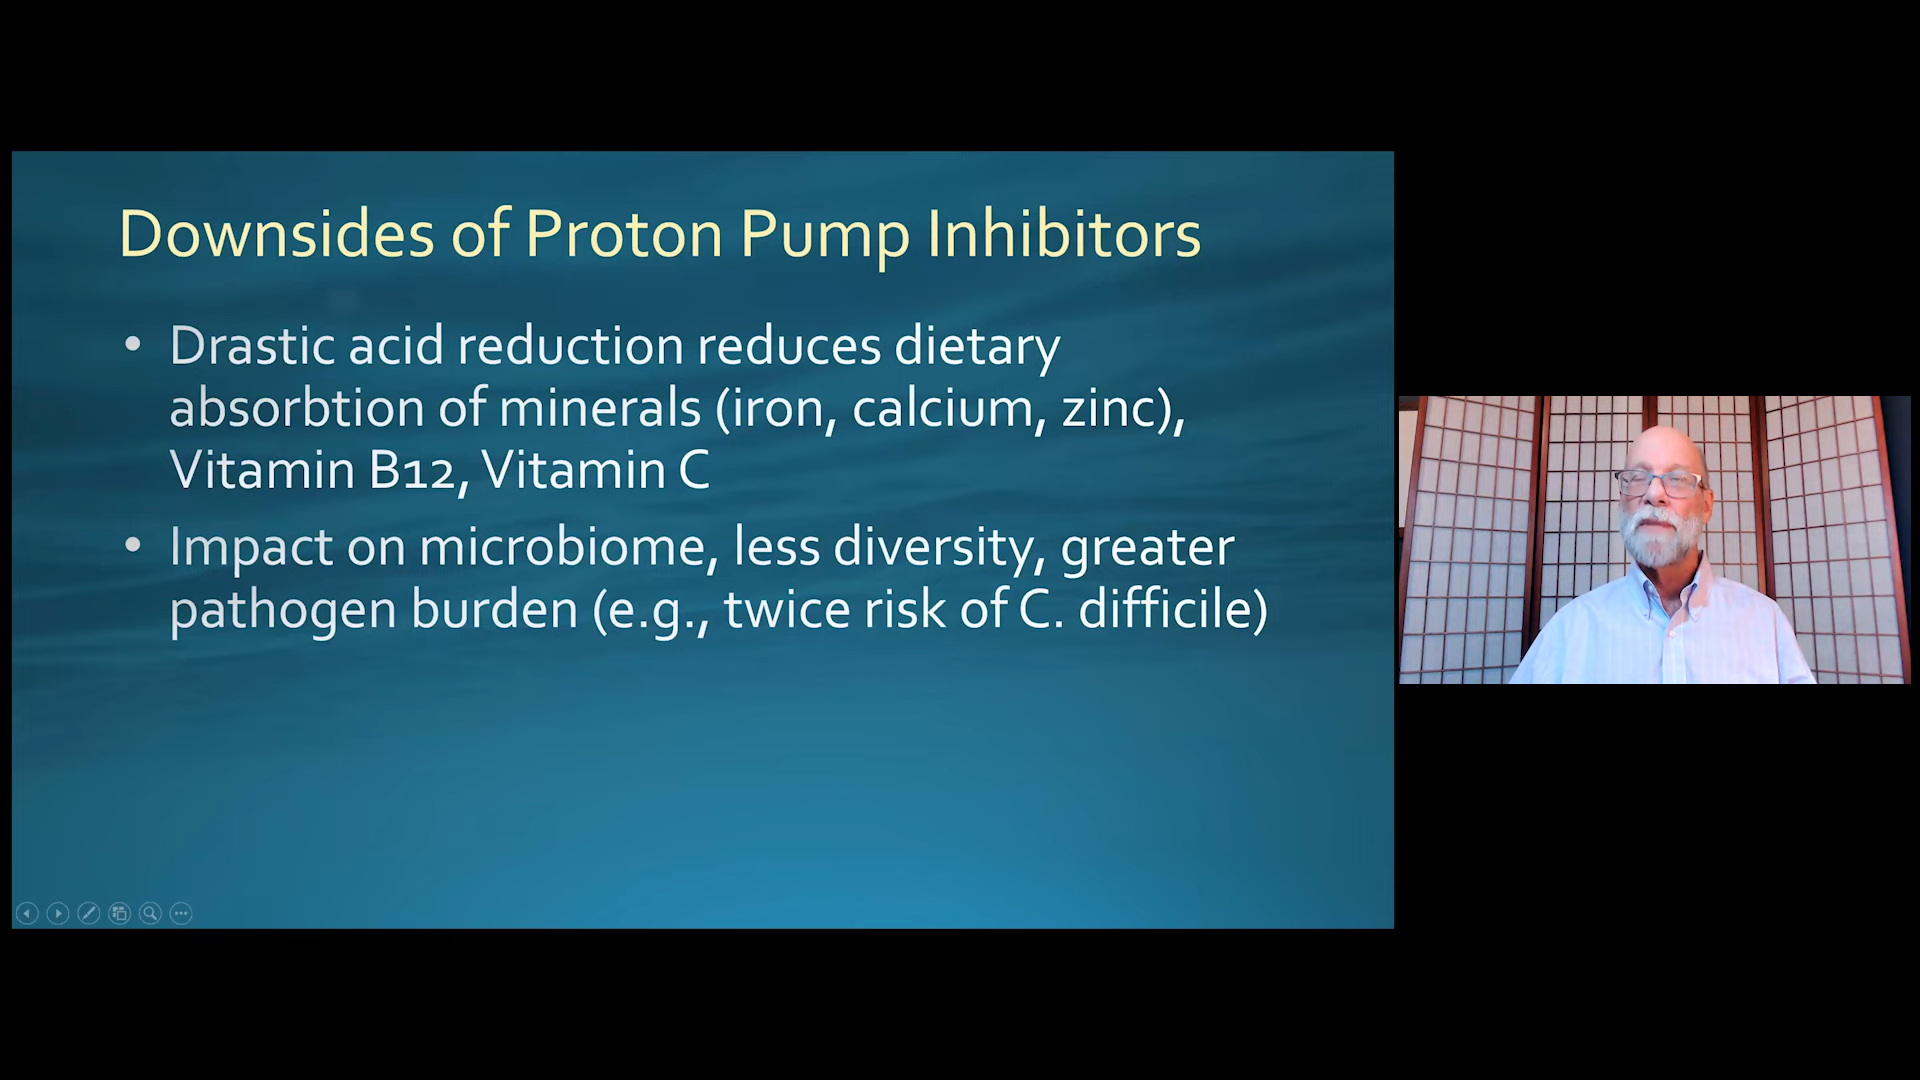 Downsides of Proton Pump Inhibitors
• Drastic acid reduction reduces dietary
absorbtion of minerals (iron, calcium, zinc),
Vitamin B12, Vitamin C
• Impact on microbiome, less diversity, greater
pathogen burden (e.g., twice risk of C. difficile)